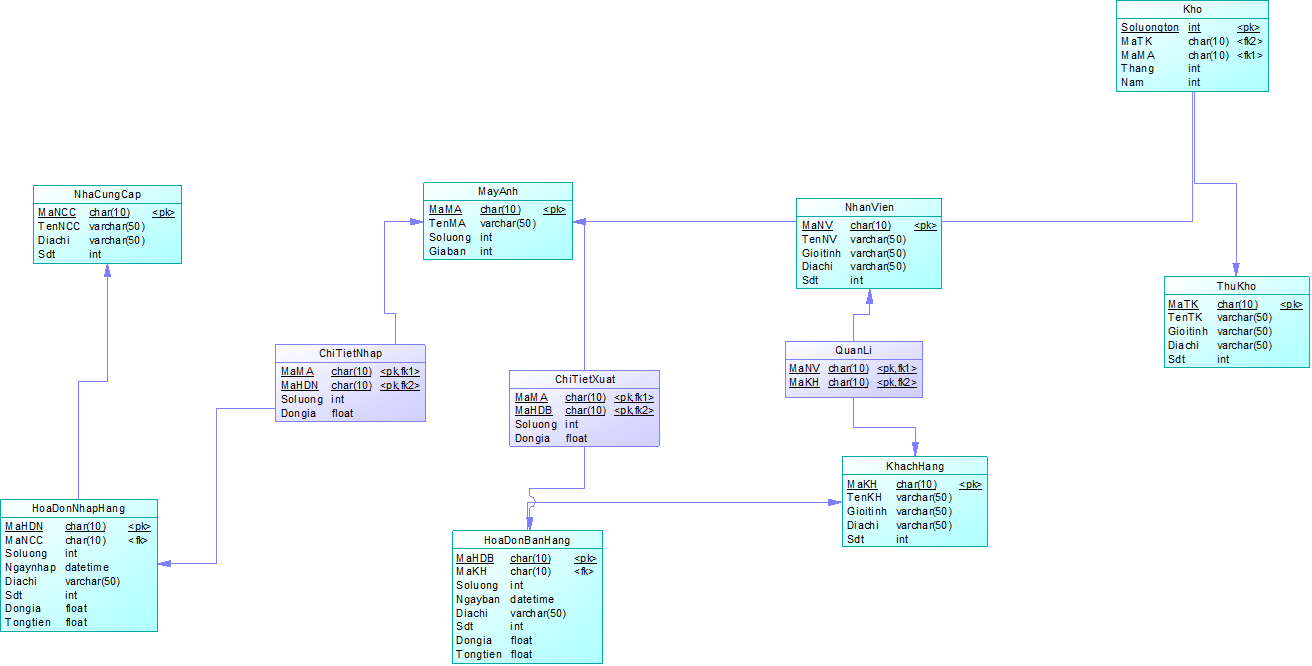 Kho
Soluongton int <pk>
MaTK char(10) <fk2>
MaMA char(10) <fk1>
Thang int
Nam int
NhaCungCap
MaNCC char(10) <pk>
TenNCC varchar(50)
Diachi varchar(50)
Sdt int
MayAnh
MaMA char(10) <pk>
TenMA varchar(50)
Soluong int
Giaban int
NhanVien
MaNV char(10) <pk>
TenNV varchar(50)
Gioitinh varchar(50)
Diachi varchar(50)
Sdt int
ThuKho
MaTK char(10) <pk>
TenTK varchar(50)
Gioitinh varchar(50)
Diachi varchar(50)
Sdt int
ChiTietNhap
MaMA char(10) <pk,fk1>
MaHDN char(10) <pk,fk2>
Soluong int
Dongia float
ChiTietXuat
MaMA char(10) <pk,fk1>
MaHDB char(10) <pk,fk2>
Soluong int
Dongia float
QuanLi
MaNV char(10) <pk,fk1>
MaKH char(10) <pk,fk2>
KhachHang
MaKH char(10) <pk>
TenKH varchar(50)
Gioitinh varchar(50)
Diachi varchar(50)
Sdt int
HoaDonNhapHang
MaHDN char(10) <pk>
MaNCC char(10) <fk>
Soluong int
Ngaynhap datetime
Diachi varchar(50)
Sdt int
Dongia float
Tongtien float
HoaDonBanHang
MaHDB char(10) <pk>
MaKH char(10) <fk>
Soluong int
Ngayban datetime
Diachi varchar(50)
Sdt int
Dongia float
Tongtien float